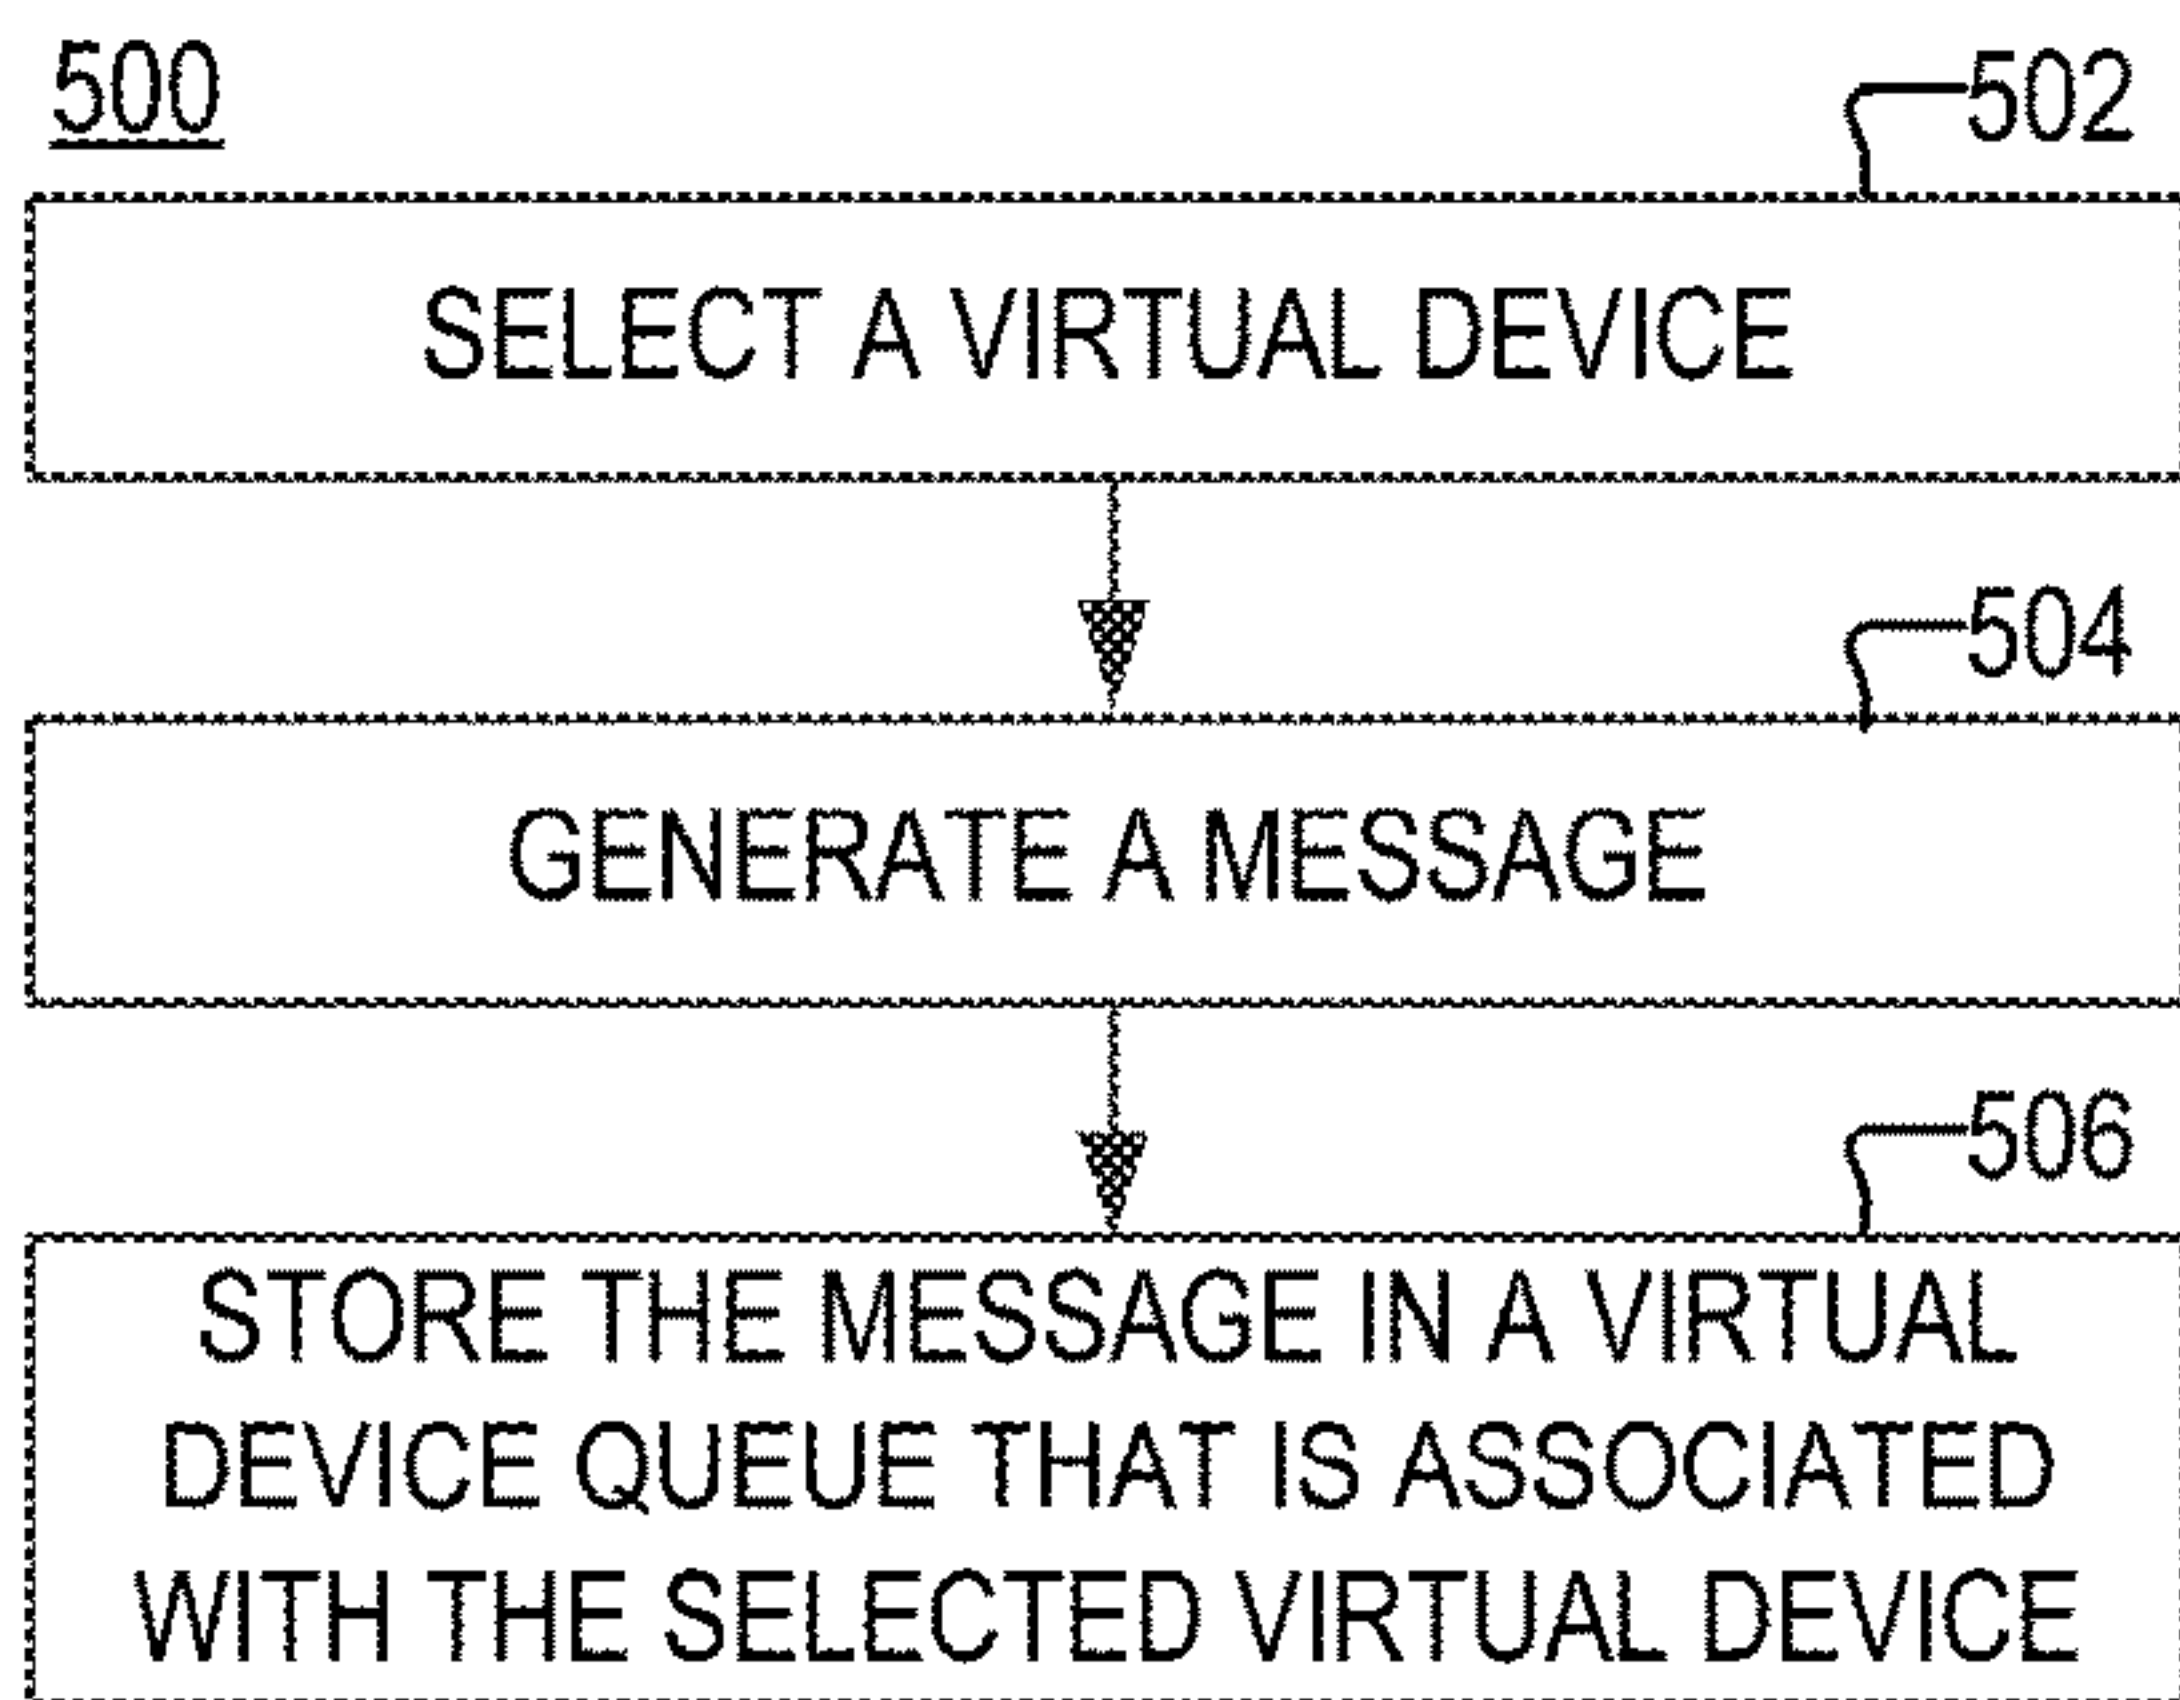 500
502
SELECT A VIRTUAL DEVICE
504
GENERATE A MESSAGE
506
STORE THE MESSAGE IN A VIRTUAL
DEVICE QUEUE THAT IS ASSOCIATED
WITH THE SELECTED VIRTUAL DEVICE